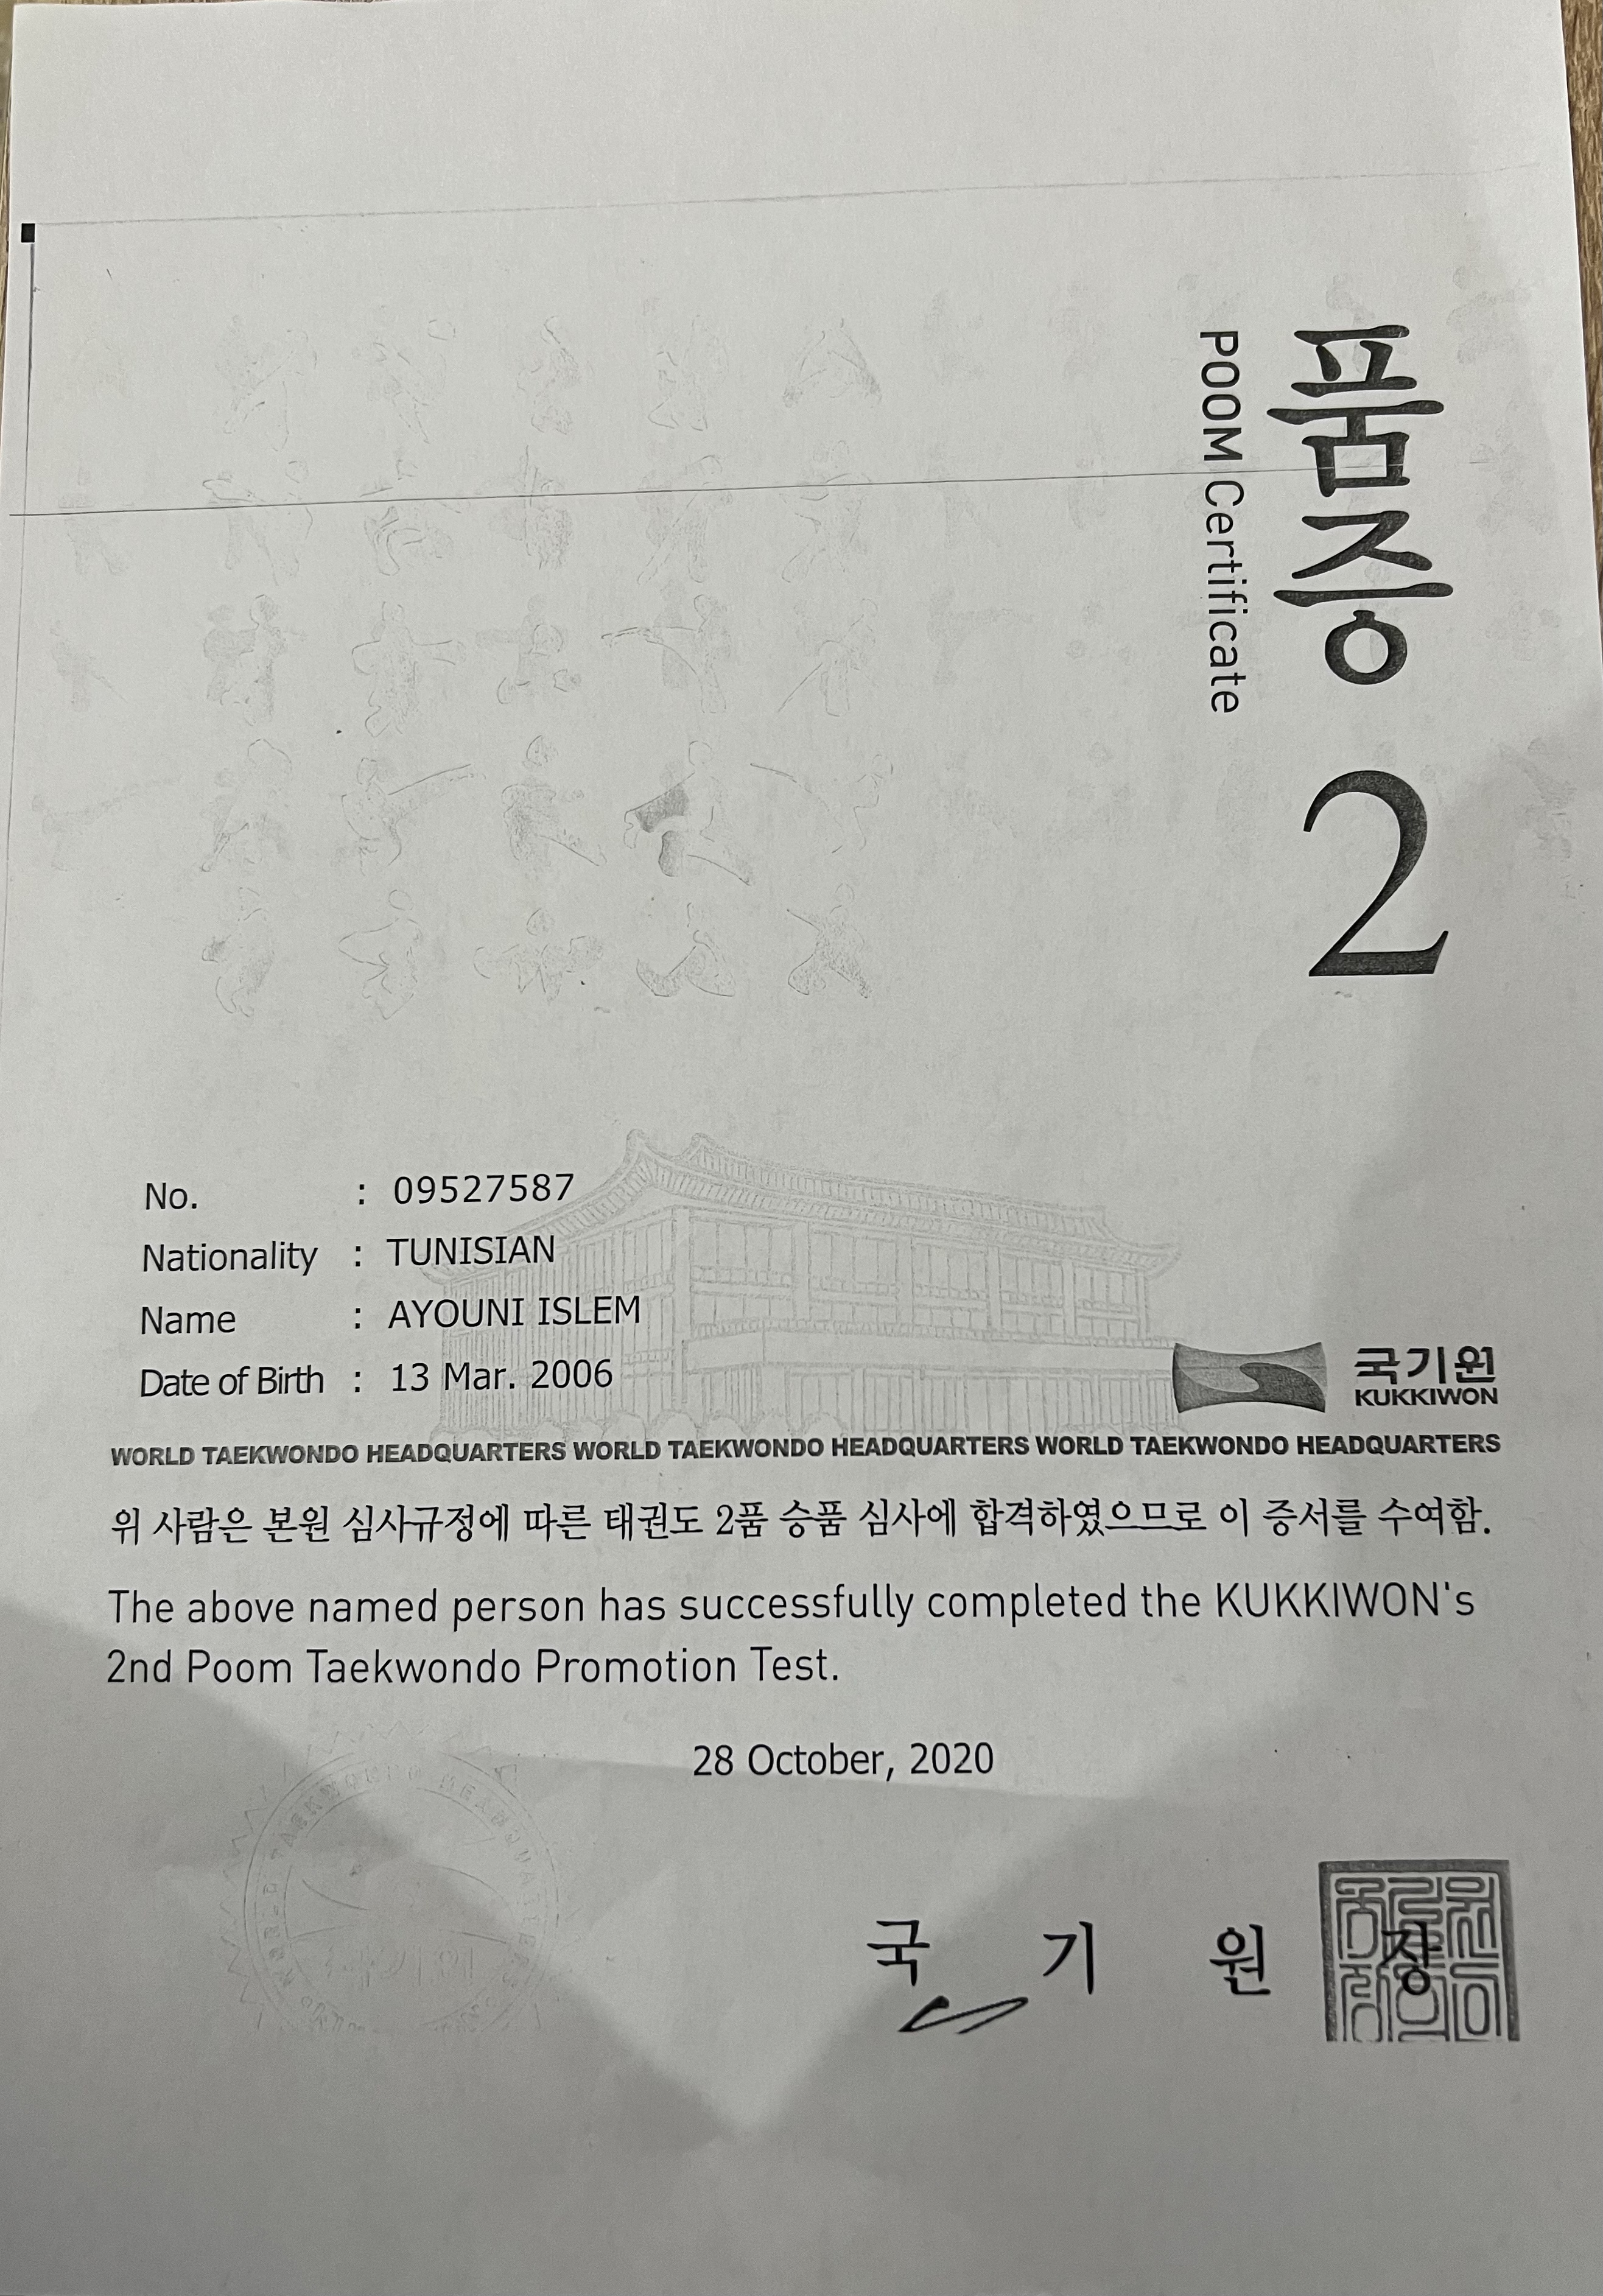 품증 2
POOM Certificate
No. : 09527587
Nationality : TUNISIAN
Name : AYOUNI ISLEM
Date of Birth : 13 Mar. 2006
국기원
KUKKIWON
WORLD TAEKWONDO HEADQUARTERS WORLD TAEKWONDO HEADQUARTERS WORLD TAEKWONDO HEADQUARTERS
위 사람은 본원 심사규정에 따른 태권도 2품 승품 심사에 합격하였으므로 이 증서를 수여함.
The above named person has successfully completed the KUKKIWON's
2nd Poom Taekwondo Promotion Test.
28 October, 2020
국 기 원 장